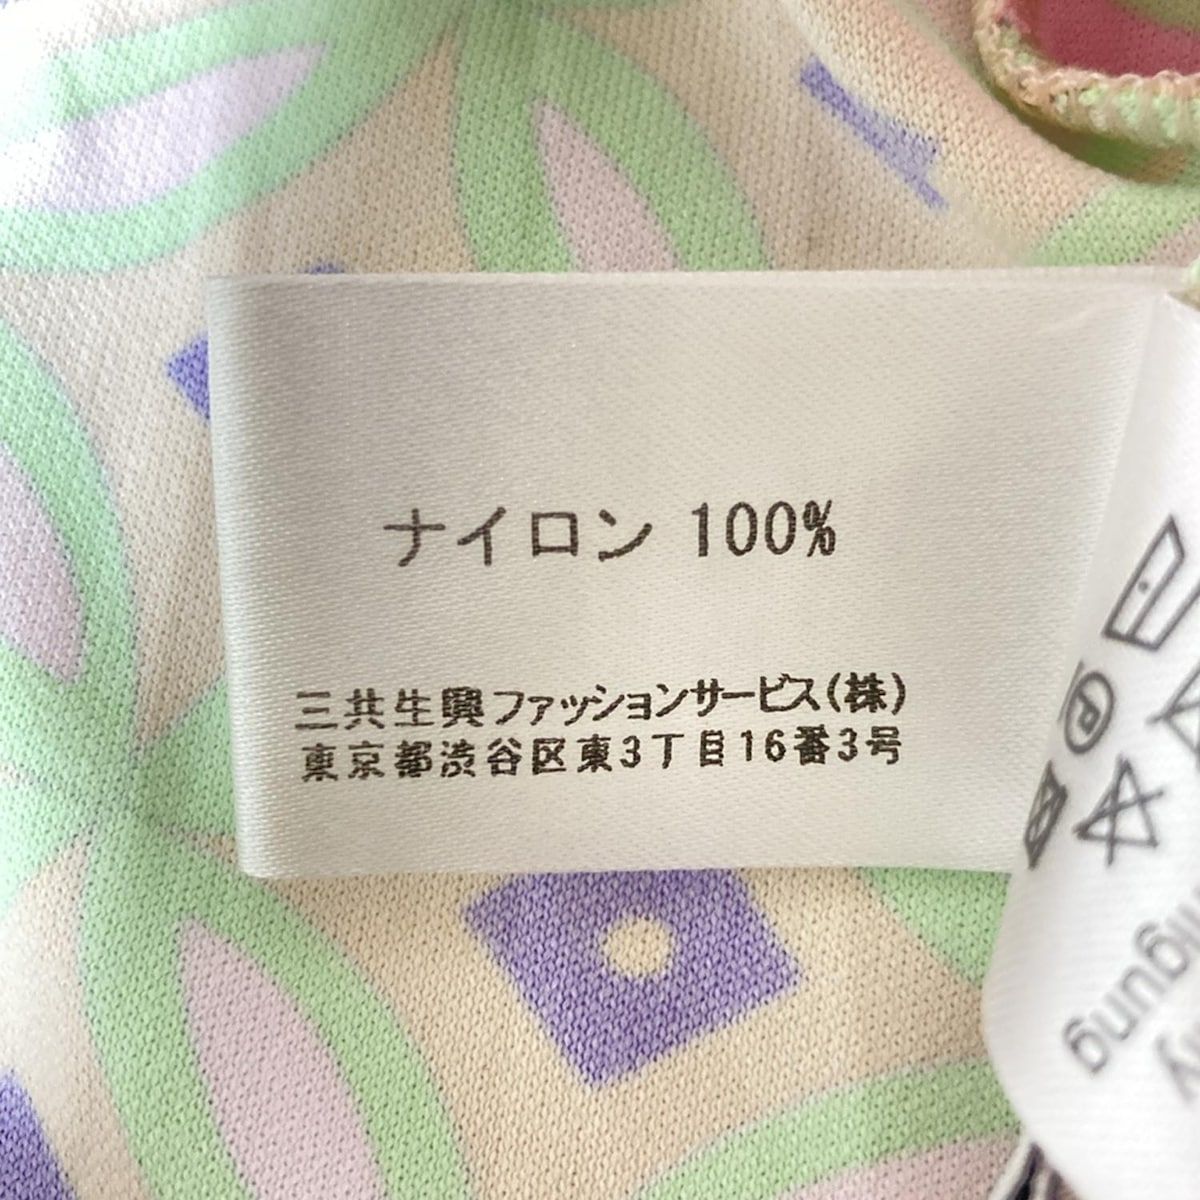 ナイロン 100%
三共生興ファッションサービス(株)
東京都渋谷区東3丁目16番3号
P
igung
y